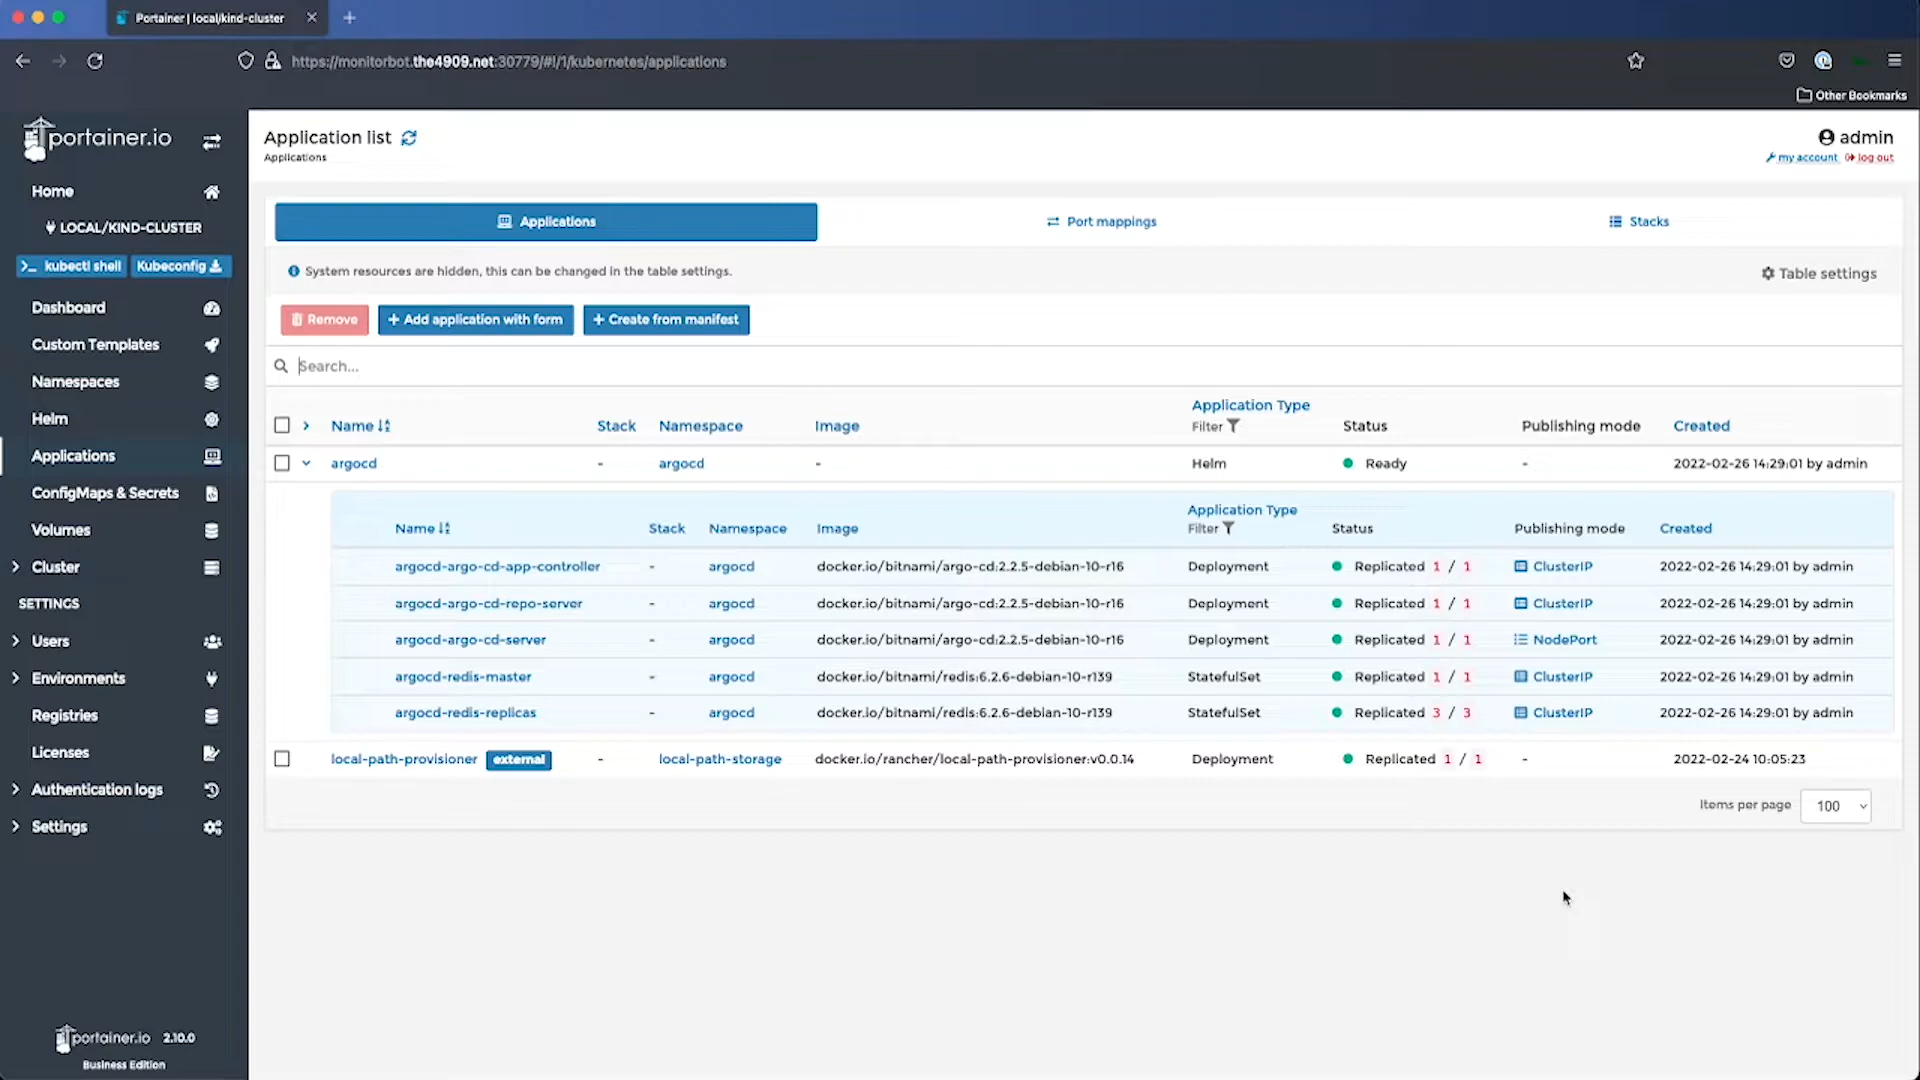 Portainer | local/kind-cluster
https://monitorbot.the4909.net:30779/#!/1/kubernetes/applications
Other Bookmarks
portainer.io
Home
LOCAL/KIND-CLUSTER
kubectl shell Kubeconfig
Dashboard
Custom Templates
Namespaces
Helm
Applications
ConfigMaps & Secrets
Volumes
Cluster
SETTINGS
Users
Environments
Registries
Licenses
Authentication logs
Settings
portainer.io 2.10.0
Business Edition
Application list
Applications
admin
my account log out
Applications Port mappings Stacks
System resources are hidden, this can be changed in the table settings.
Table settings
Remove + Add application with form + Create from manifest
Search...
Name Stack Namespace Image Application Type Filter Status Publishing mode Created
argocd - argocd - Helm Ready - 2022-02-26 14:29:01 by admin
Name Stack Namespace Image Application Type Filter Status Publishing mode Created
argocd-argo-cd-app-controller - argocd docker.io/bitnami/argo-cd:2.2.5-debian-10-r16 Deployment Replicated 1 / 1 ClusterIP 2022-02-26 14:29:01 by admin
argocd-argo-cd-repo-server - argocd docker.io/bitnami/argo-cd:2.2.5-debian-10-r16 Deployment Replicated 1 / 1 ClusterIP 2022-02-26 14:29:01 by admin
argocd-argo-cd-server - argocd docker.io/bitnami/argo-cd:2.2.5-debian-10-r16 Deployment Replicated 1 / 1 NodePort 2022-02-26 14:29:01 by admin
argocd-redis-master - argocd docker.io/bitnami/redis:6.2.6-debian-10-r139 StatefulSet Replicated 1 / 1 ClusterIP 2022-02-26 14:29:01 by admin
argocd-redis-replicas - argocd docker.io/bitnami/redis:6.2.6-debian-10-r139 StatefulSet Replicated 3 / 3 ClusterIP 2022-02-26 14:29:01 by admin
local-path-provisioner external - local-path-storage docker.io/rancher/local-path-provisioner:v0.0.14 Deployment Replicated 1 / 1 - 2022-02-24 10:05:23
Items per page 100